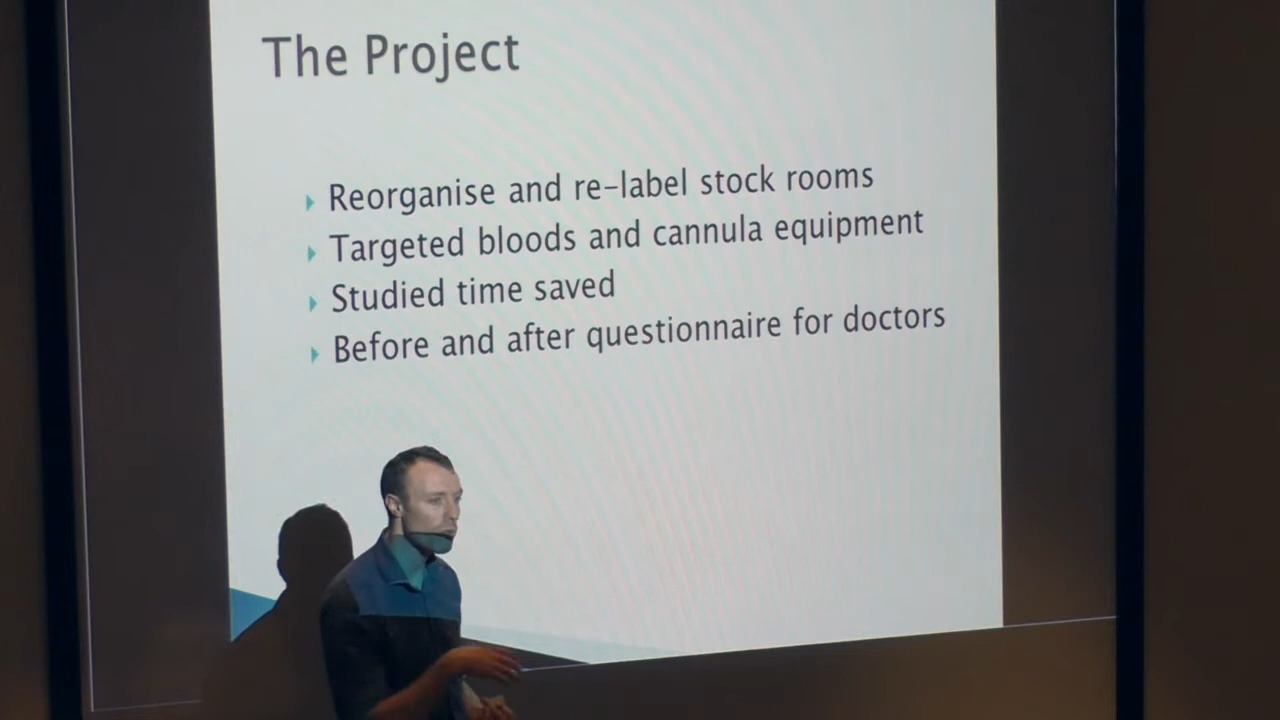 The Project
Reorganise and re-label stock rooms
Targeted bloods and cannula equipment
Studied time saved
Before and after questionnaire for doctors